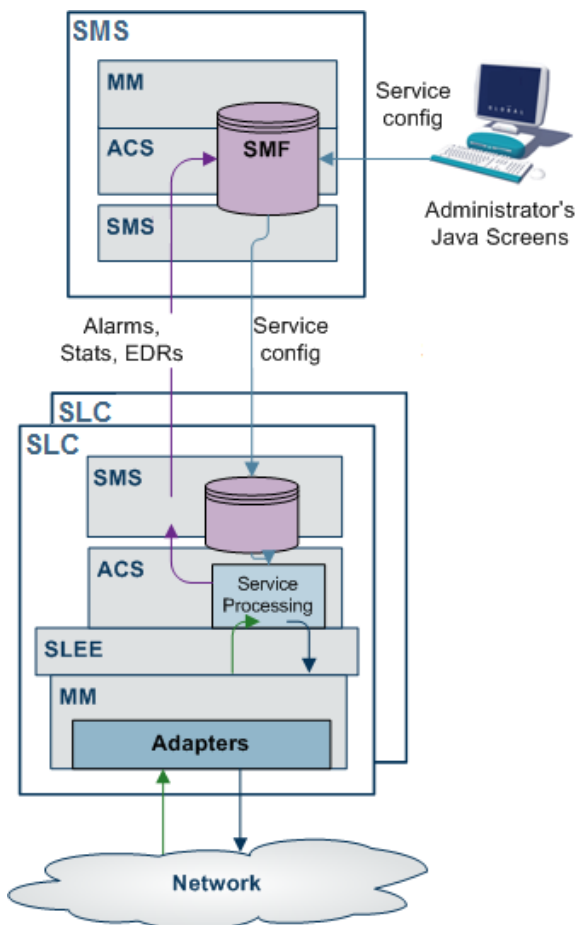 SMS
MM
ACS
SMF
SMS
Service
config
Administrator's
Java Screens
Alarms,
Stats, EDRs
Service
config
SLC
SLC
SMS
ACS
Service
Processing
SLEE
MM
Adapters
Network